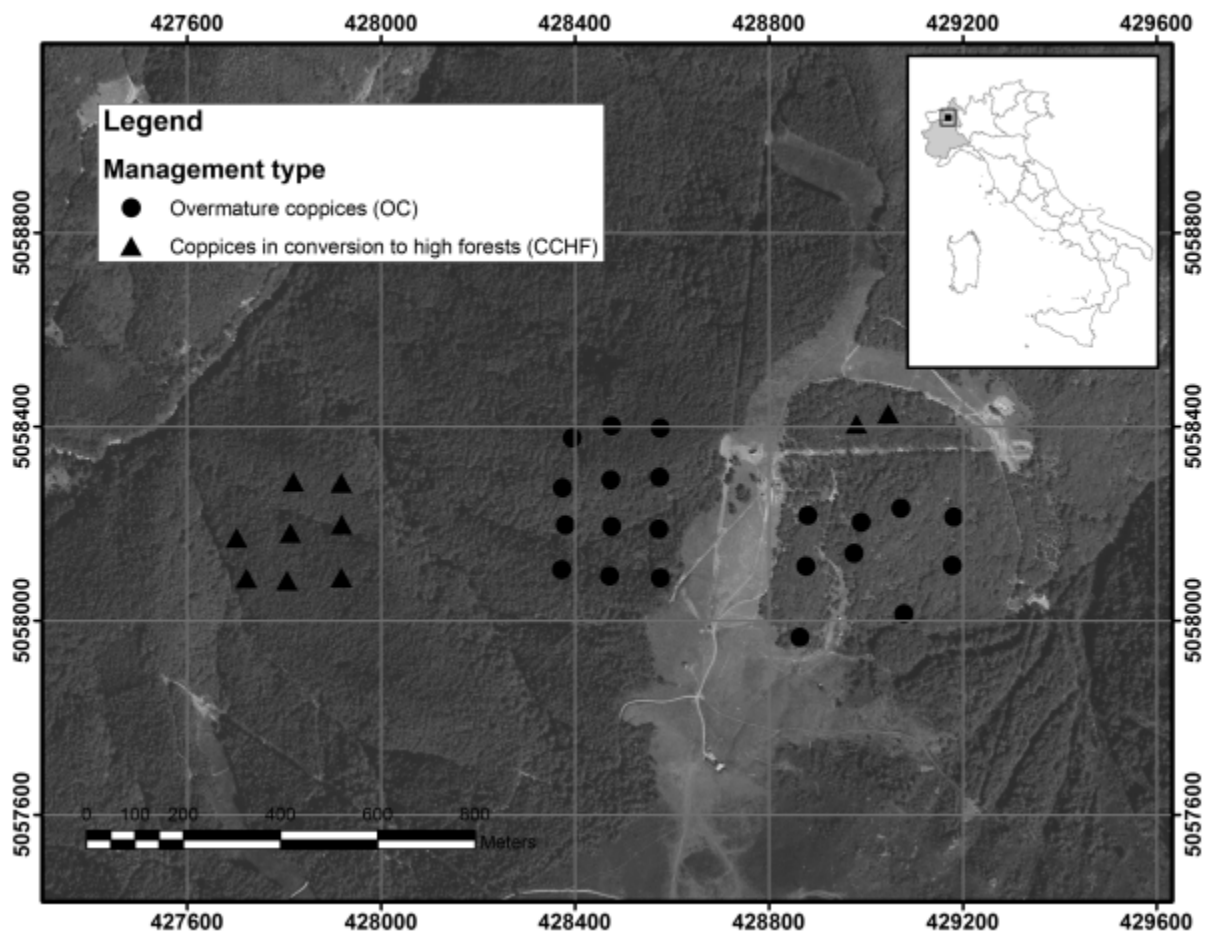 427600 428000 428400 428800 429200 429600
Legend
Management type
Overmature coppices (OC)
Coppices in conversion to high forests (CCHF)
5058800 5058800
5058400 5058400
5058000 5058000
5057600 5057600
0 100 200 400 600 800
Meters
427600 428000 428400 428800 429200 429600